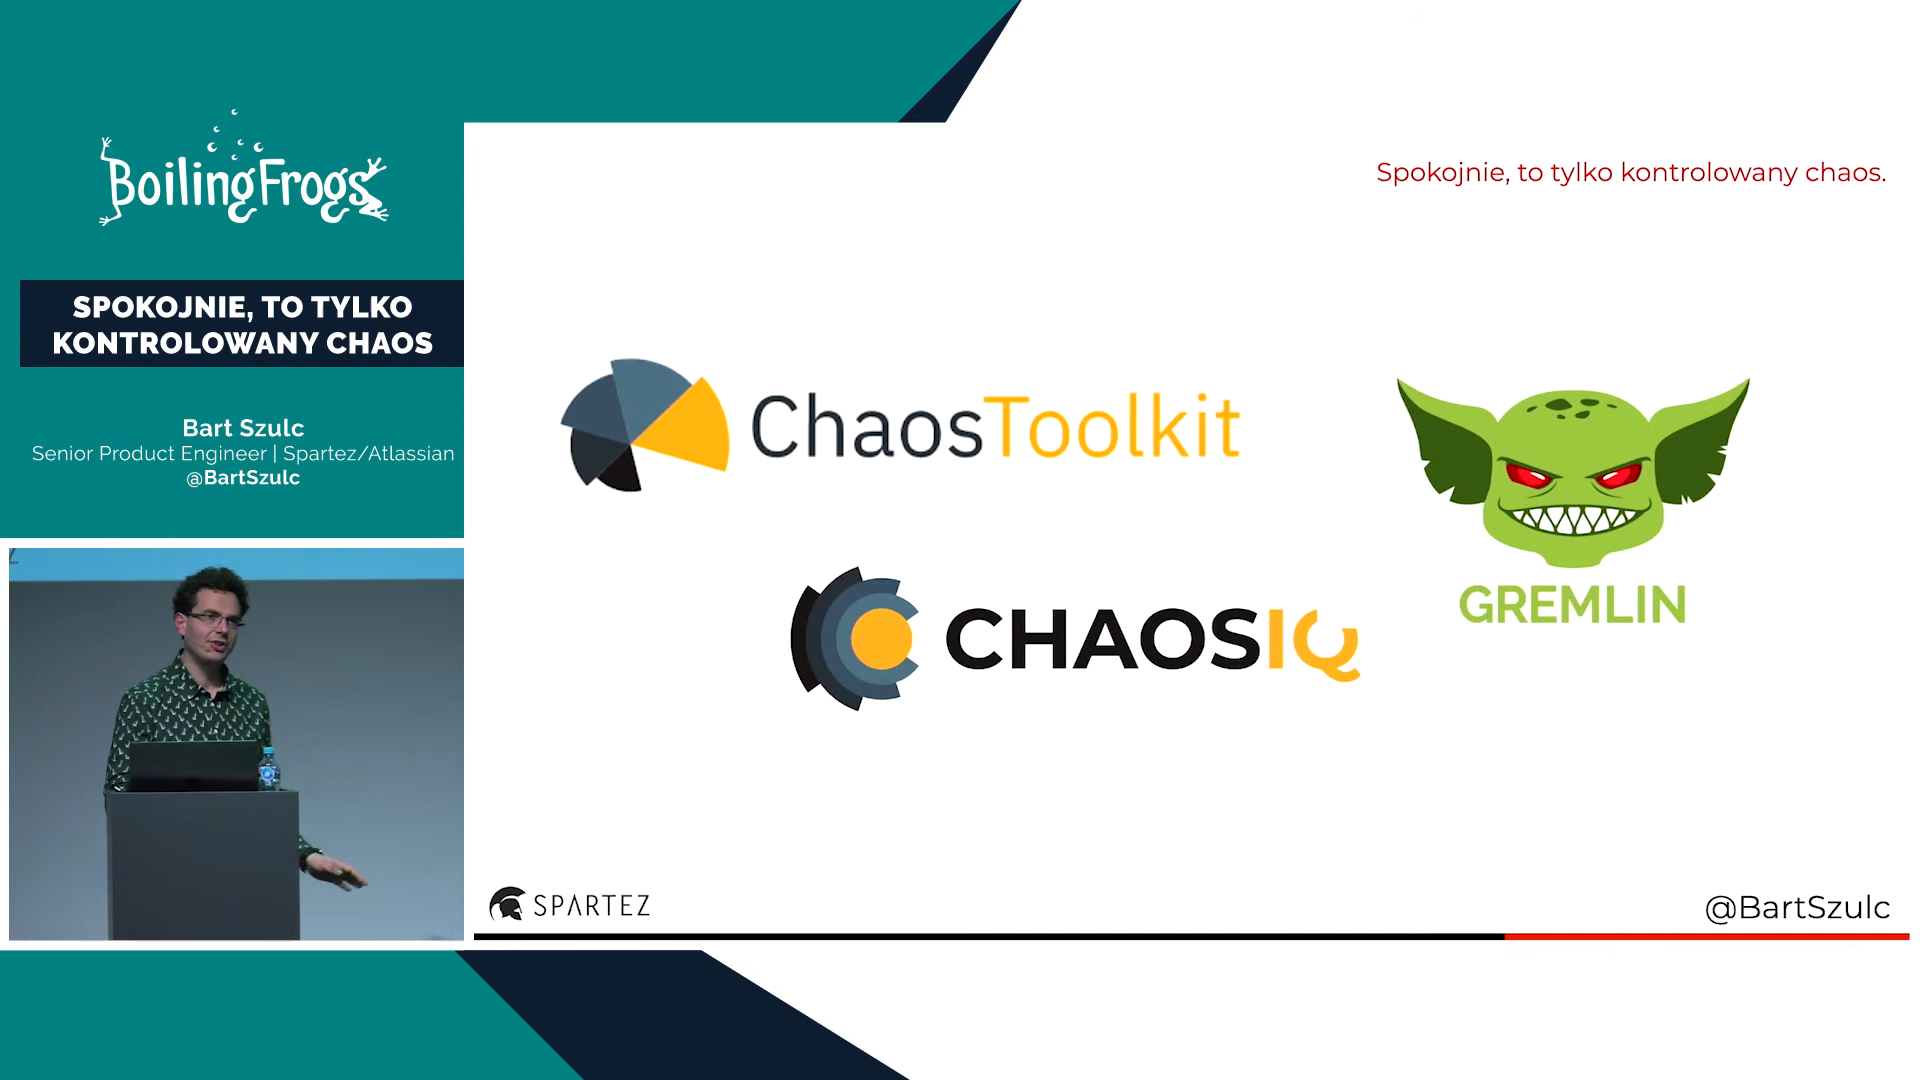 BoilingFrogs
SPOKOJNIE, TO TYLKO
KONTROLOWANY CHAOS
Bart Szulc
Senior Product Engineer | Spartez/Atlassian
@BartSzulc
Spokojnie, to tylko kontrolowany chaos.
ChaosToolkit
GREMLIN
CHAOSIQ
SPARTEZ
@BartSzulc